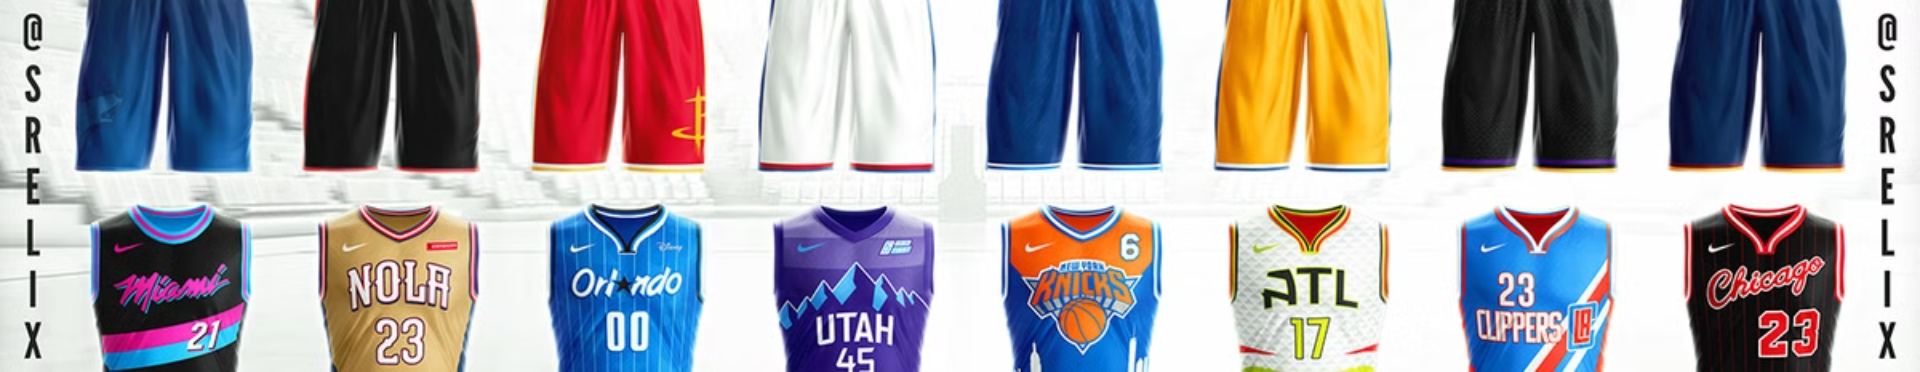 @SRELIX
Miami
21
NOLA
23
Orlando
00
Disney
UTAH
45
NEW YORK
KNICKS
6
ATL
17
23
CLIPPERS
LA
Chicago
23
@SRELIX